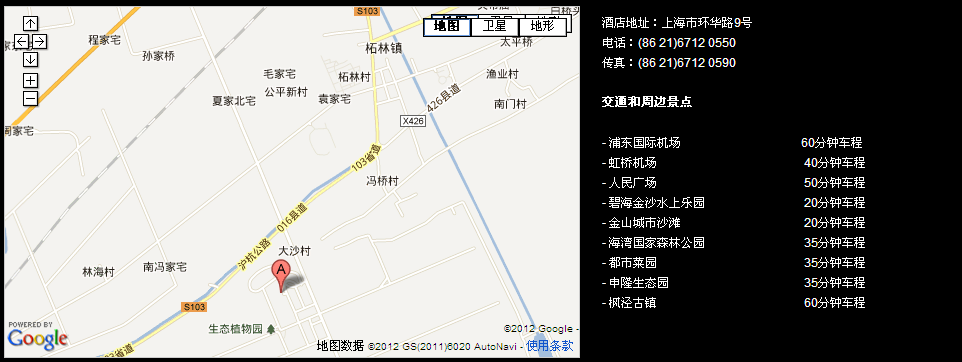 S103
白桥头
地图 卫星 地形
程家宅
孙家桥
柘林镇
太平桥
毛家宅
柘林村
渔业村
公平新村
夏家北宅
袁家宅
426县道
南门村
X426
周家宅
103省道
冯桥村
016县道
沪杭公路
大沙村
A
林海村
南冯家宅
S103
生态植物园
POWERED BY
Google
©2012 Google -
地图数据 ©2012 GS(2011)6020 AutoNavi - 使用条款
酒店地址：上海市环华路9号
电话：(86 21)6712 0550
传真：(86 21)6712 0590
交通和周边景点
- 浦东国际机场 60分钟车程
- 虹桥机场 40分钟车程
- 人民广场 50分钟车程
- 碧海金沙水上乐园 20分钟车程
- 金山城市沙滩 20分钟车程
- 海湾国家森林公园 35分钟车程
- 都市菜园 35分钟车程
- 申隆生态园 35分钟车程
- 枫泾古镇 60分钟车程